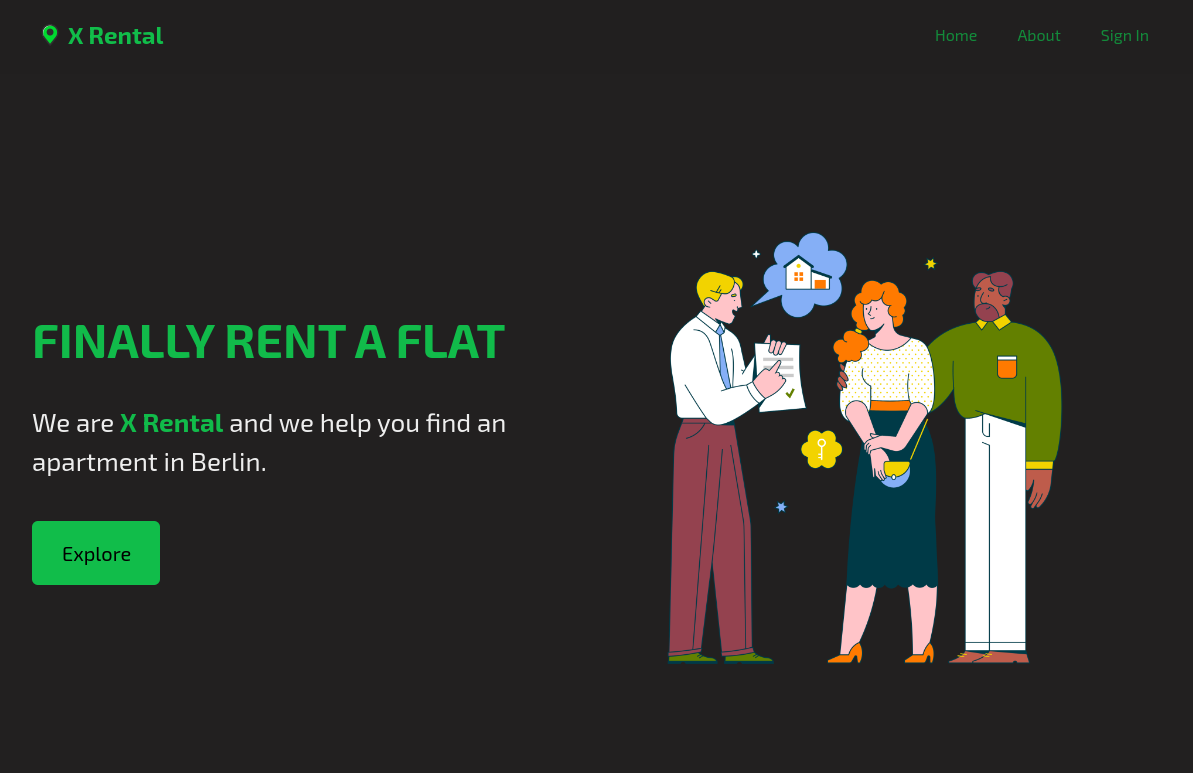 X Rental
Home
About
Sign In
FINALLY RENT A FLAT
We are X Rental and we help you find an
apartment in Berlin.
Explore